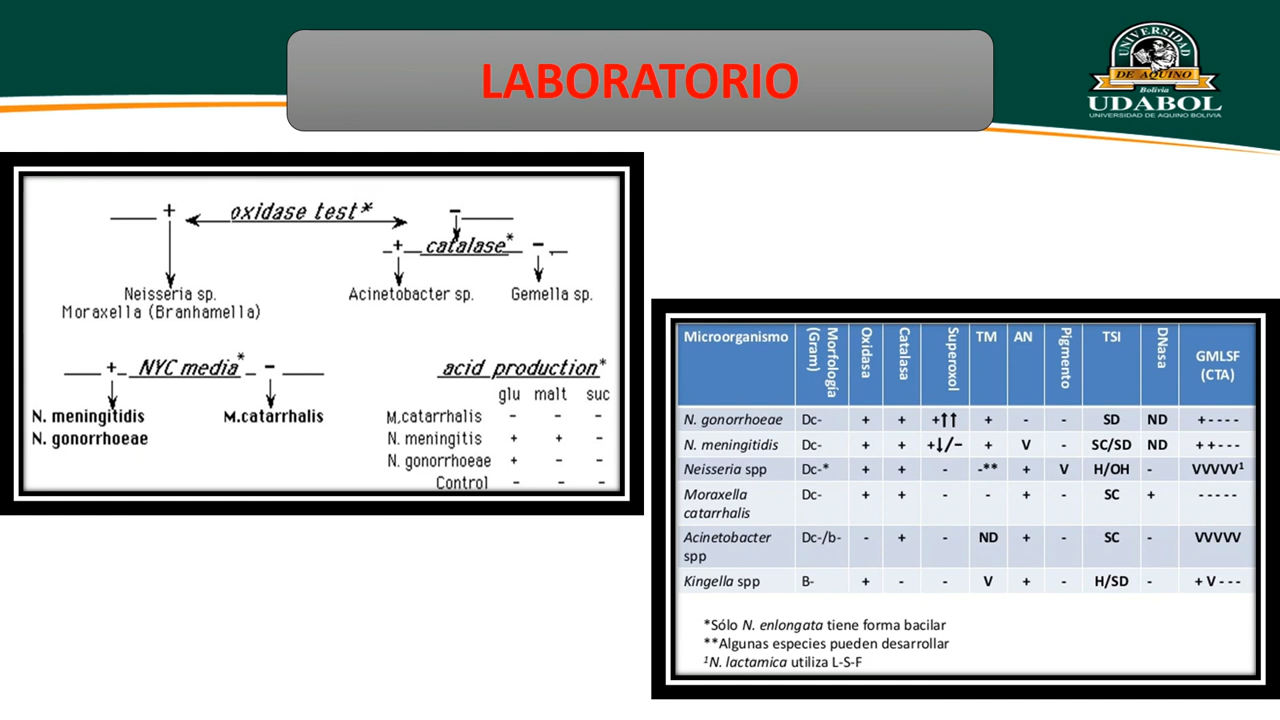 LABORATORIO
UNIVERSIDAD
DE AQUINO
Bolivia
UDABOL
UNIVERSIDAD DE AQUINO BOLIVIA
+ oxidase test* -
+ catalase* -
Neisseria sp. Acinetobacter sp. Gemella sp.
Moraxella (Branhamella)
+ NYC media* -
N. meningitidis M.catarrhalis
N. gonorrhoeae
acid production*
glu malt suc
M.catarrhalis - - -
N. meningitis + + -
N. gonorrhoeae + - -
Control - - -
Microorganismo Morfología (Gram) Oxidasa Catalasa Superoxol TM AN Pigmento TSI DNasa GMLSF (CTA)
N. gonorrhoeae Dc- + + +↑↑ + - - SD ND + - - - -
N. meningitidis Dc- + + +↓/− + V - SC/SD ND + + - - -
Neisseria spp Dc-* + + - -** + V H/OH - VVVVV¹
Moraxella catarrhalis Dc- + + - - + - SC + - - - - -
Acinetobacter spp Dc-/b- - + - ND + - SC - VVVVV
Kingella spp B- + - - V + - H/SD - + V - - -
*Sólo N. enlongata tiene forma bacilar
**Algunas especies pueden desarrollar
¹N. lactamica utiliza L-S-F